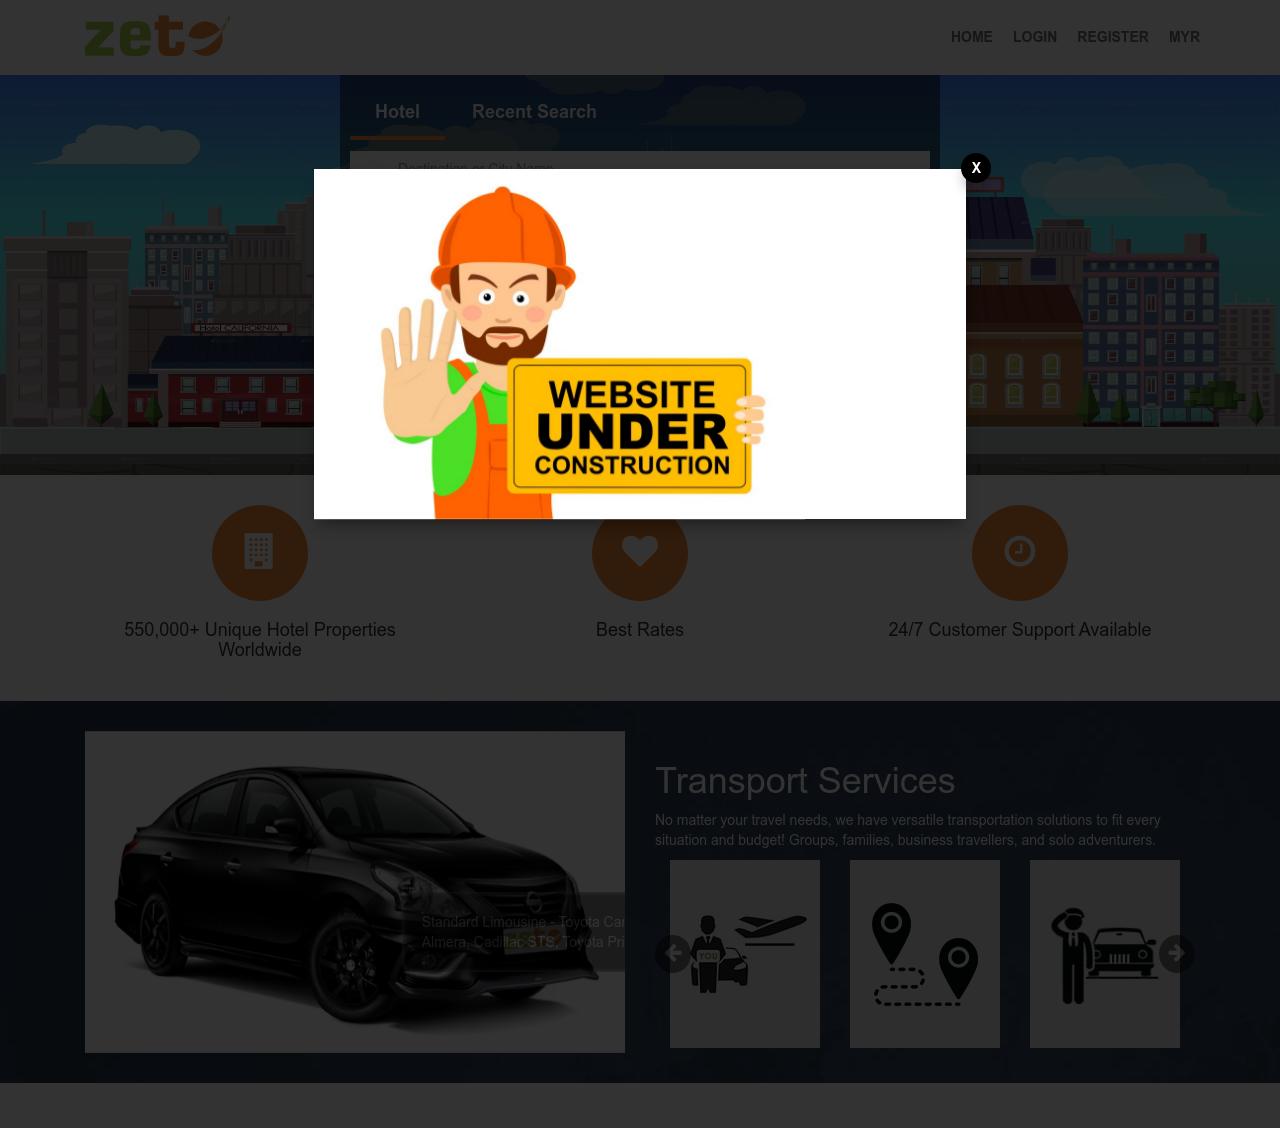 zeto
HOME LOGIN REGISTER MYR
Hotel Recent Search
Destination or City Name
X
Hotel CALIFORNIA
WEBSITE
UNDER
CONSTRUCTION
550,000+ Unique Hotel Properties
Worldwide
Best Rates
24/7 Customer Support Available
Transport Services
No matter your travel needs, we have versatile transportation solutions to fit every
situation and budget! Groups, families, business travellers, and solo adventurers.
Standard Limousine - Toyota Ca
Almera, Cadillac STS, Toyota Pri
YOU